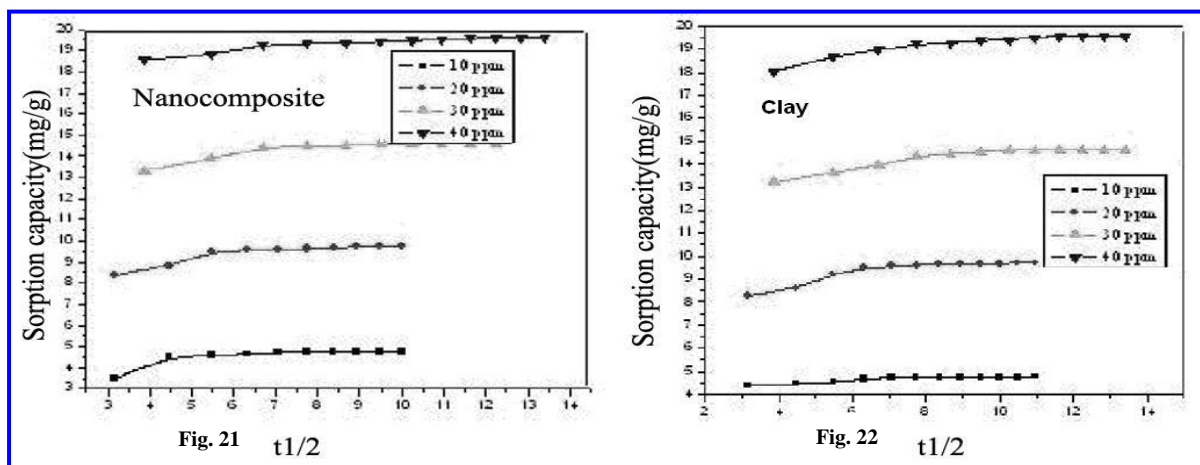 Sorption capacity(mg/g)
20
19
18
17
16
15
14
13
12
11
10
9
8
7
6
5
4
3
Nanocomposite
10 ppm
20 ppm
30 ppm
40 ppm
3 4 5 6 7 8 9 10 11 12 13 14
Fig. 21
t1/2
Sorption capacity(mg/g)
20
19
18
17
16
15
14
13
12
11
10
9
8
7
6
5
4
Clay
10 ppm
20 ppm
30 ppm
40 ppm
2 4 6 8 10 12 14
Fig. 22
t1/2